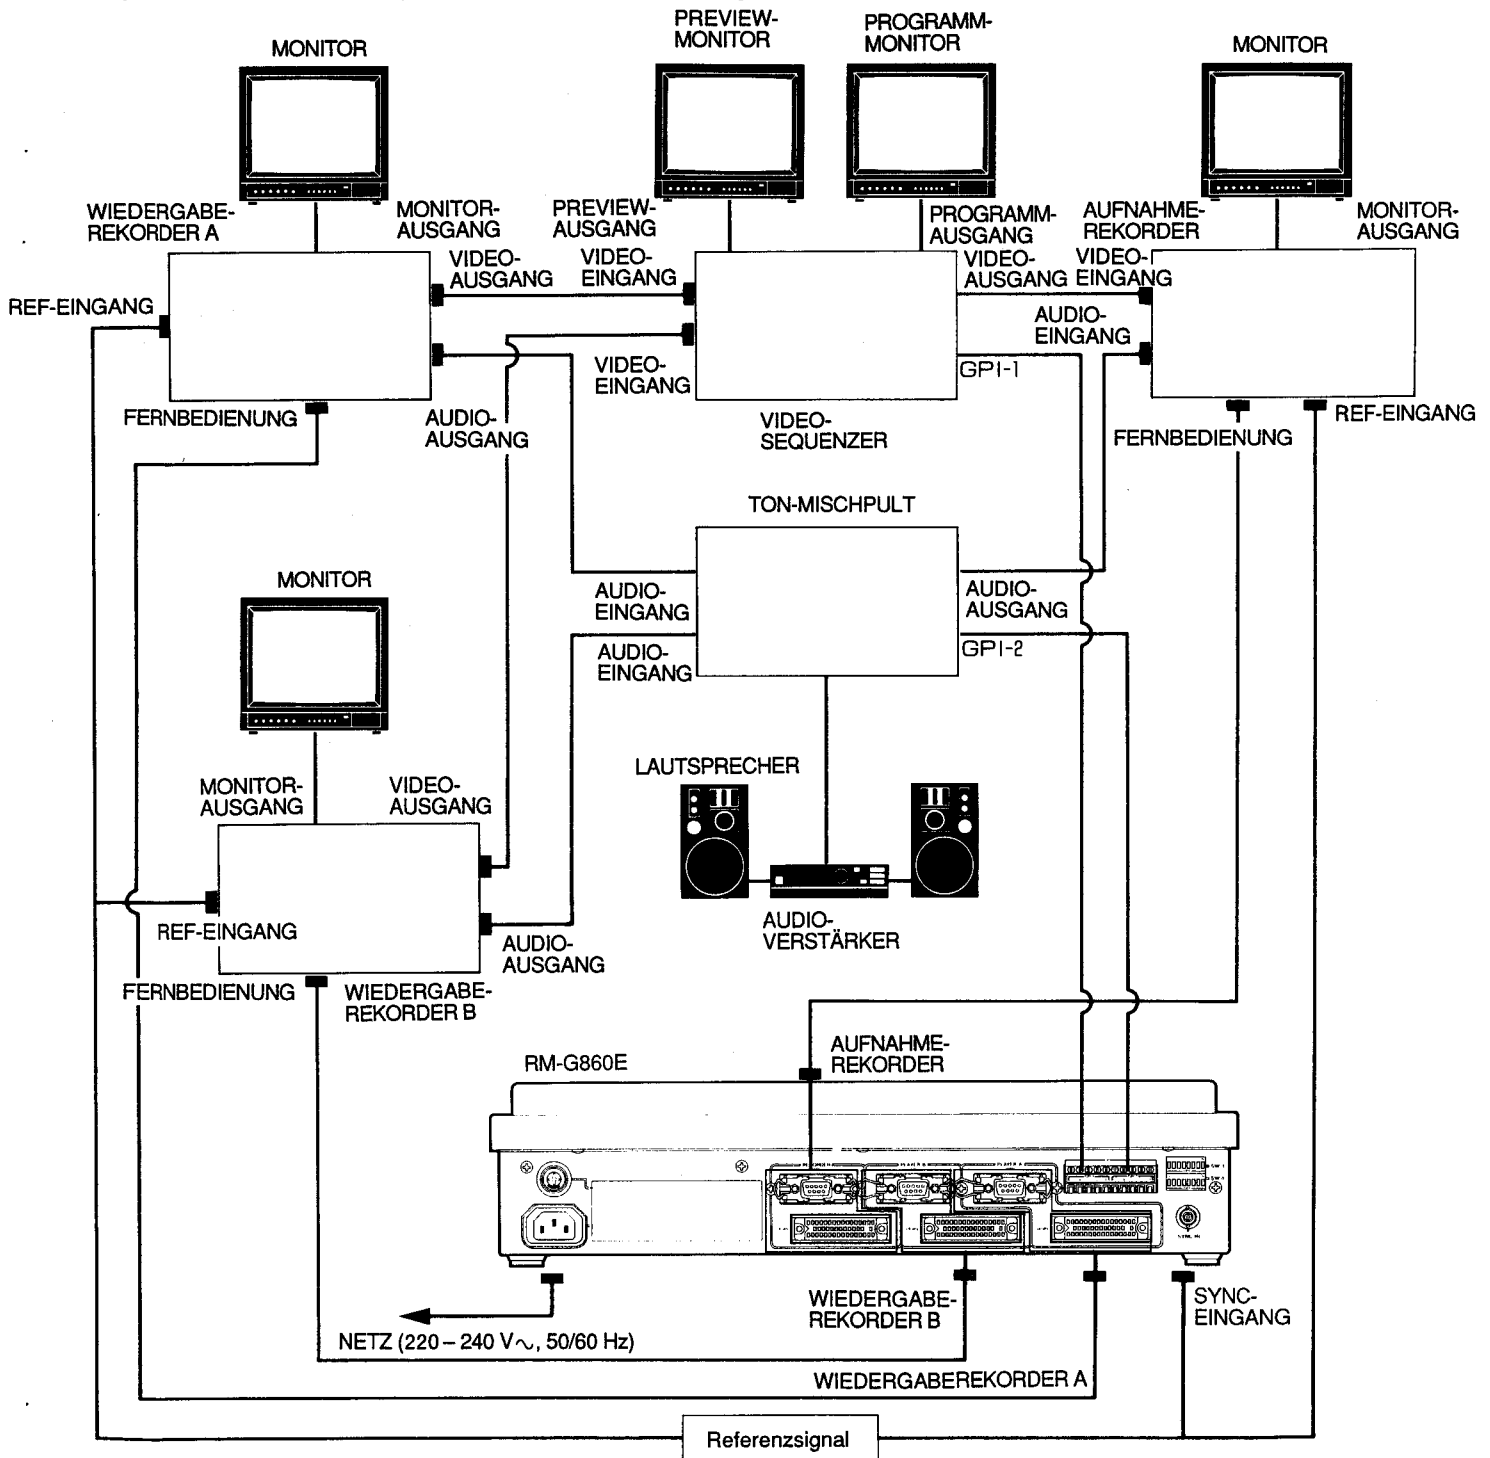 PREVIEW-
MONITOR
PROGRAMM-
MONITOR
MONITOR
MONITOR
WIEDERGABE-
REKORDER A
MONITOR-
AUSGANG
PREVIEW-
AUSGANG
PROGRAMM-
AUSGANG
AUFNAHME-
REKORDER
MONITOR-
AUSGANG
VIDEO-
AUSGANG
VIDEO-
EINGANG
VIDEO-
AUSGANG
VIDEO-
EINGANG
REF-EINGANG
AUDIO-
EINGANG
VIDEO-
EINGANG
GPI-1
FERNBEDIENUNG
AUDIO-
AUSGANG
VIDEO-
SEQUENZER
FERNBEDIENUNG
REF-EINGANG
TON-MISCHPULT
MONITOR
AUDIO-
EINGANG
AUDIO-
AUSGANG
AUDIO-
EINGANG
GPI-2
MONITOR-
AUSGANG
VIDEO-
AUSGANG
LAUTSPRECHER
REF-EINGANG
AUDIO-
AUSGANG
AUDIO-
VERSTÄRKER
FERNBEDIENUNG
WIEDERGABE-
REKORDER B
RM-G860E
AUFNAHME-
REKORDER
PLAYER B
PLAYER A
SYNC IN
WIEDERGABE-
REKORDER B
SYNC-
EINGANG
NETZ (220 – 240 V∿, 50/60 Hz)
WIEDERGABEREKORDER A
Referenzsignal